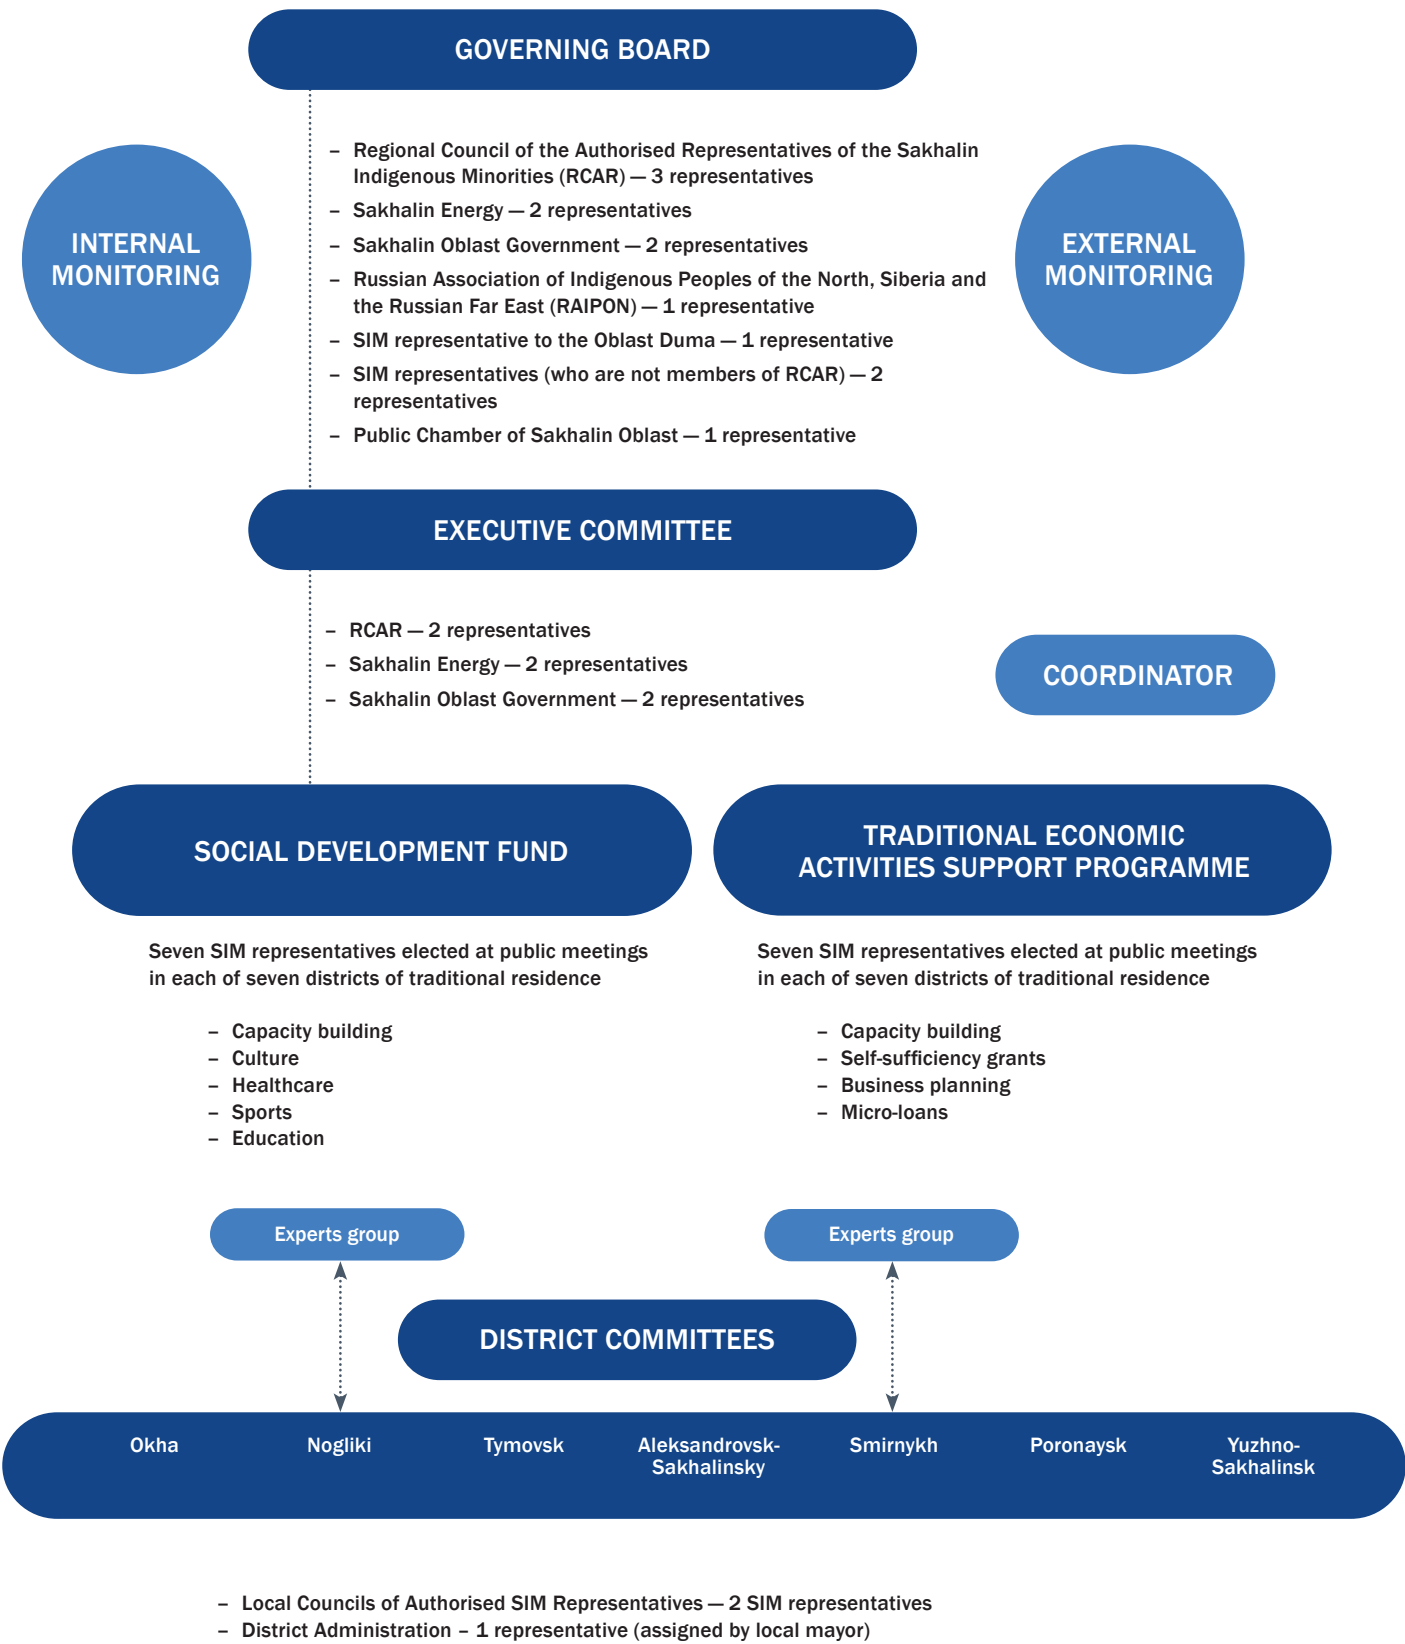 GOVERNING BOARD
– Regional Council of the Authorised Representatives of the Sakhalin
Indigenous Minorities (RCAR) — 3 representatives
– Sakhalin Energy — 2 representatives
– Sakhalin Oblast Government — 2 representatives
– Russian Association of Indigenous Peoples of the North, Siberia and
the Russian Far East (RAIPON) — 1 representative
– SIM representative to the Oblast Duma — 1 representative
– SIM representatives (who are not members of RCAR) — 2
representatives
– Public Chamber of Sakhalin Oblast — 1 representative
INTERNAL
MONITORING
EXTERNAL
MONITORING
EXECUTIVE COMMITTEE
– RCAR — 2 representatives
– Sakhalin Energy — 2 representatives
– Sakhalin Oblast Government — 2 representatives
COORDINATOR
SOCIAL DEVELOPMENT FUND
Seven SIM representatives elected at public meetings
in each of seven districts of traditional residence
– Capacity building
– Culture
– Healthcare
– Sports
– Education
TRADITIONAL ECONOMIC
ACTIVITIES SUPPORT PROGRAMME
Seven SIM representatives elected at public meetings
in each of seven districts of traditional residence
– Capacity building
– Self-sufficiency grants
– Business planning
– Micro-loans
Experts group
Experts group
DISTRICT COMMITTEES
Okha
Nogliki
Tymovsk
Aleksandrovsk-
Sakhalinsky
Smirnykh
Poronaysk
Yuzhno-
Sakhalinsk
– Local Councils of Authorised SIM Representatives — 2 SIM representatives
– District Administration – 1 representative (assigned by local mayor)